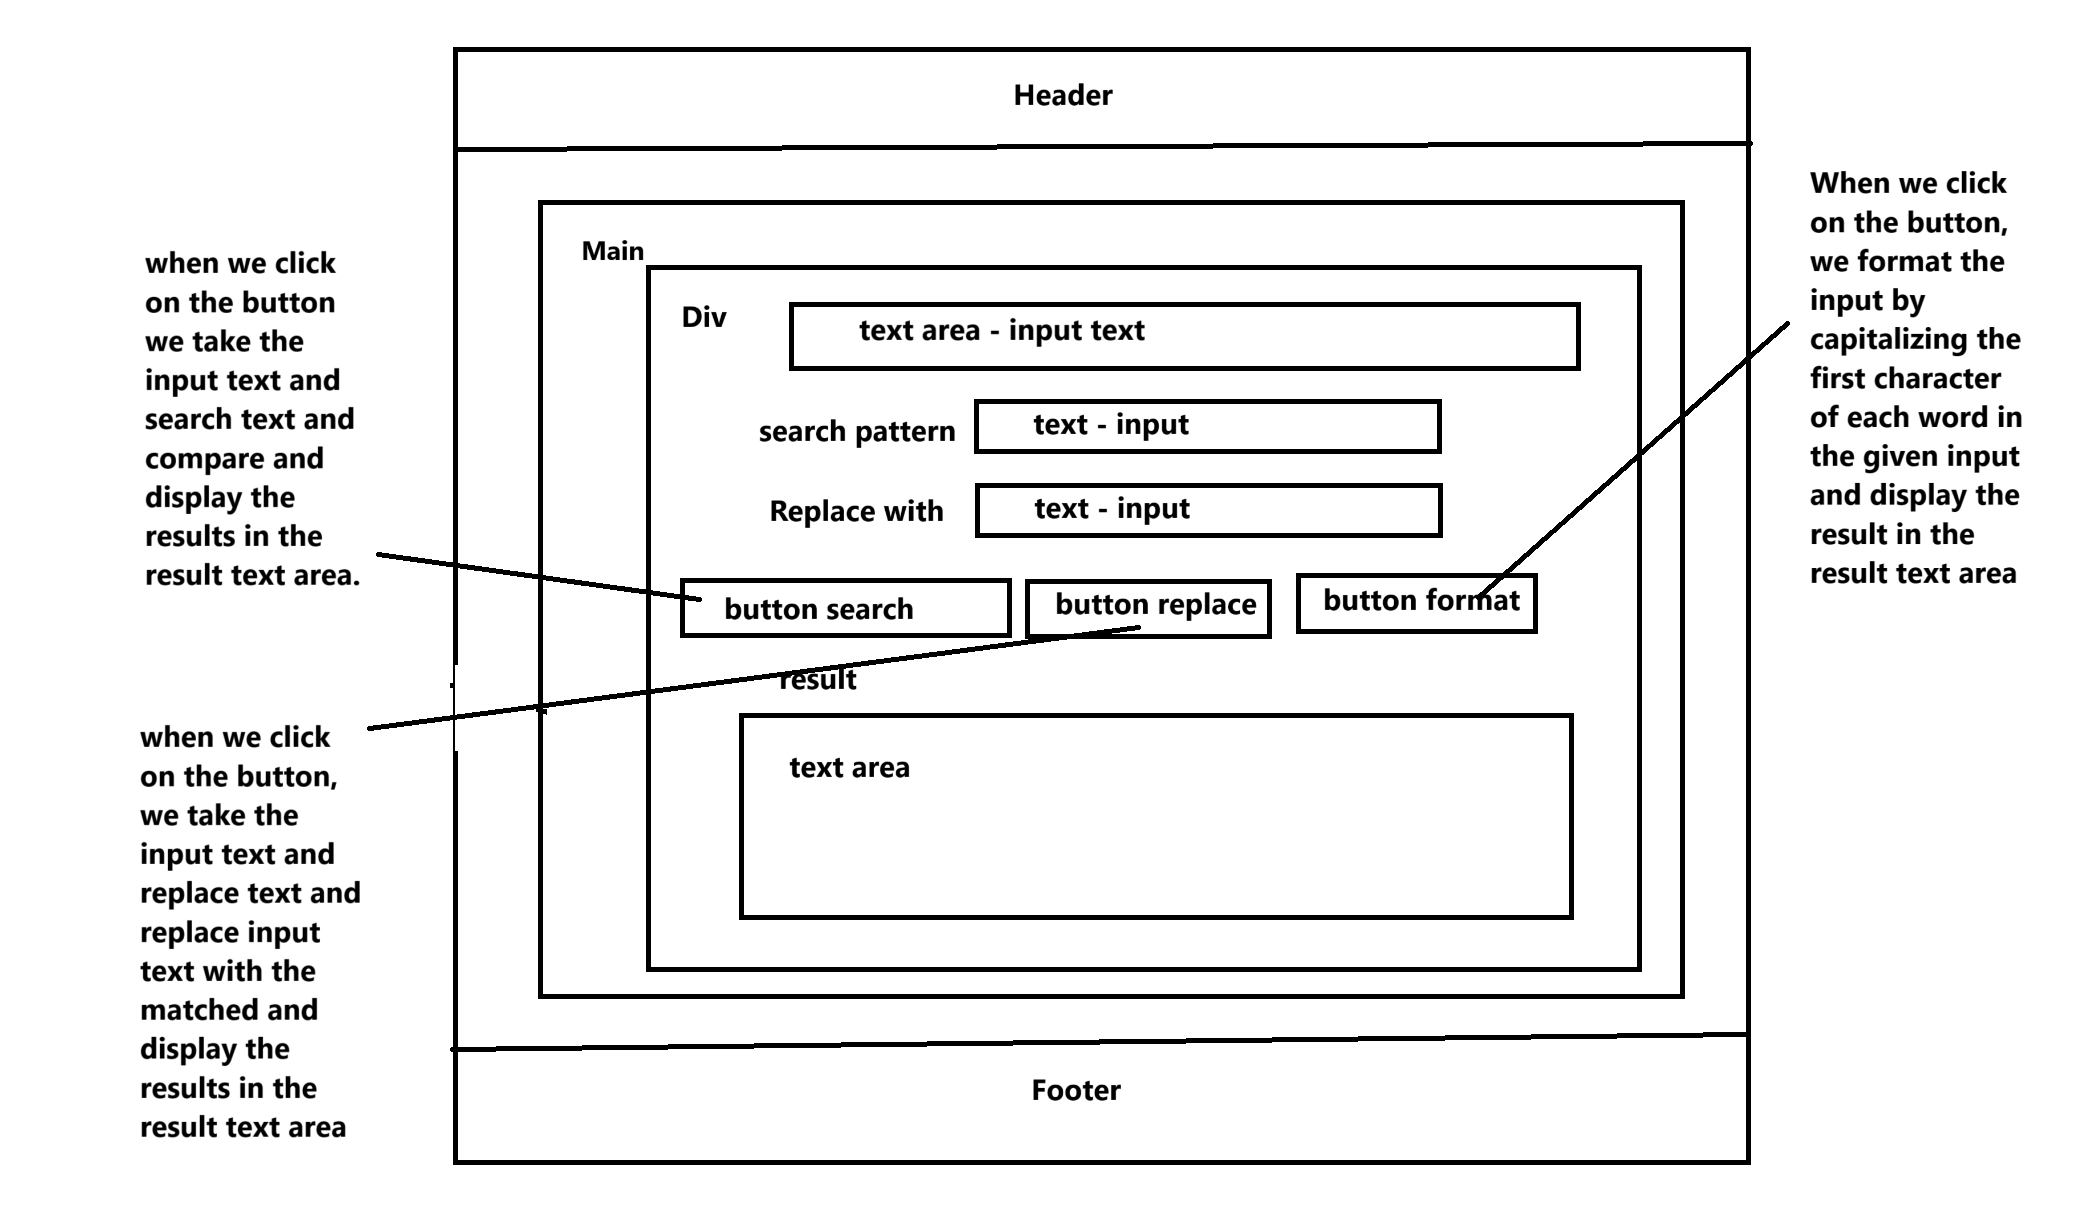 Header
Main
Div
text area - input text
search pattern
text - input
Replace with
text - input
button search
button replace
button format
result
text area
Footer
when we click
on the button
we take the
input text and
search text and
compare and
display the
results in the
result text area.
when we click
on the button,
we take the
input text and
replace text and
replace input
text with the
matched and
display the
results in the
result text area
When we click
on the button,
we format the
input by
capitalizing the
first character
of each word in
the given input
and display the
result in the
result text area